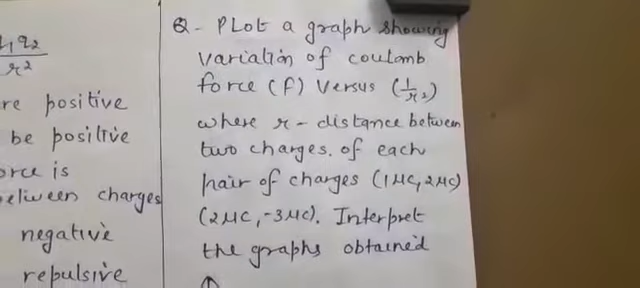 q1q2
r²
re positive
be positive
orce is
between charges
negative
repulsive
Q- PLot a graph showing
variation of coulomb
force (F) versus (1/r²)
where r - distance between
two charges. of each
pair of charges (1μC, 2μC)
(2μC, -3μC). Interpret
the graphs obtained